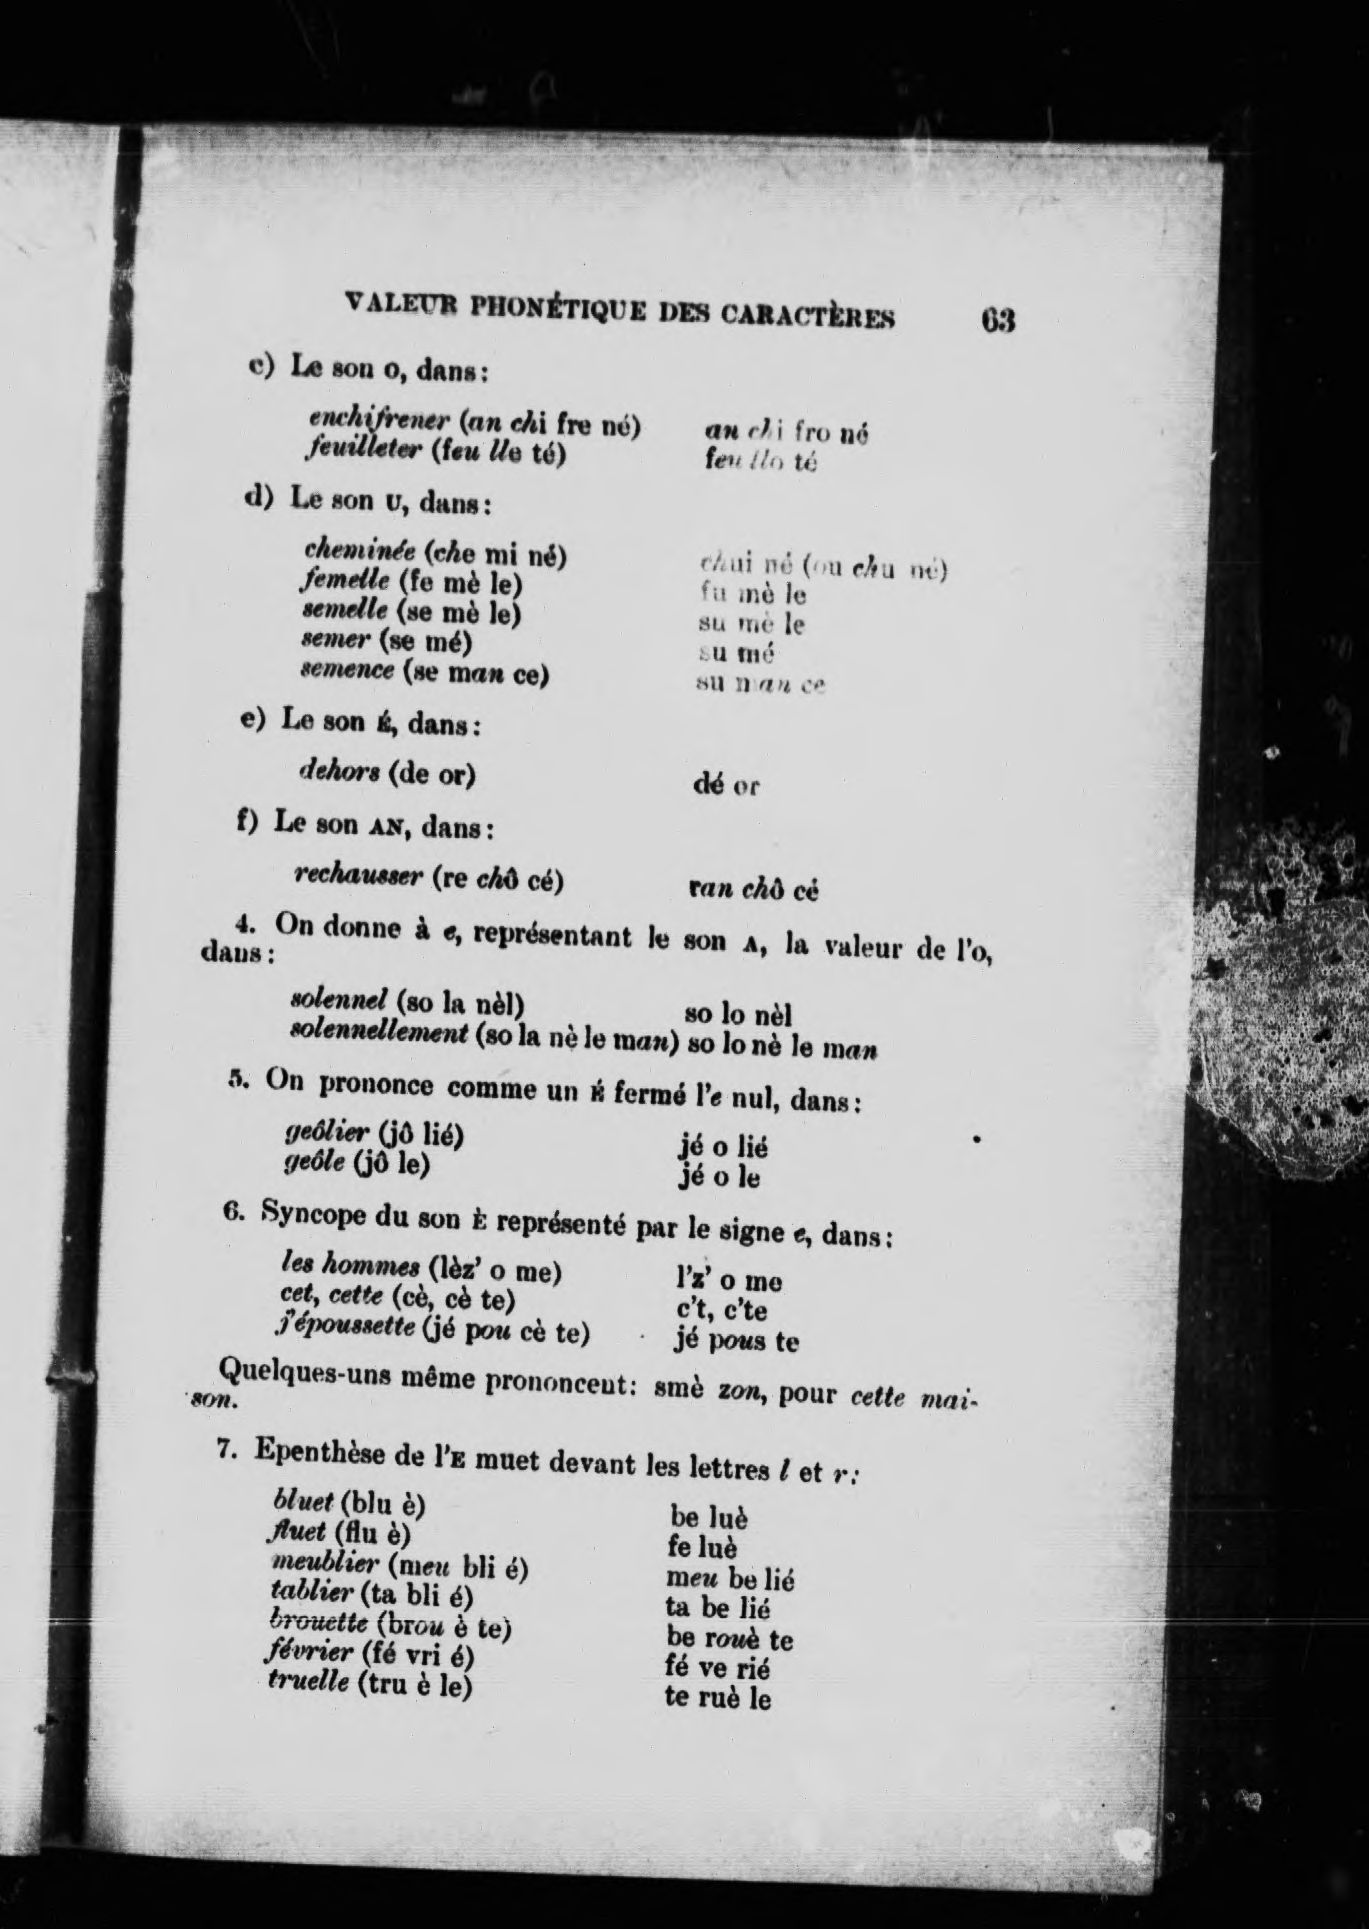 VALEUR PHONÉTIQUE DES CARACTÈRES 63
c) Le son O, dans:
enchifrener (an chi fre né) an chi fro né
feuilleter (feu lle té) feu llo té
d) Le son U, dans:
cheminée (che mi né) chui né (ou chu né)
femelle (fe mè le) fu mè le
semelle (se mè le) su mè le
semer (se mé) su mé
semence (se man ce) su man ce
e) Le son É, dans:
dehors (de or) dé or
f) Le son AN, dans:
rechausser (re chô cé) ran chô cé
4. On donne à e, représentant le son A, la valeur de l'o,
dans:
solennel (so la nèl) so lo nèl
solennellement (so la nè le man) so lo nè le man
5. On prononce comme un É fermé l'e nul, dans:
geôlier (jô lié) jé o lié
geôle (jô le) jé o le
6. Syncope du son È représenté par le signe e, dans:
les hommes (lèz' o me) l'z' o me
cet, cette (cè, cè te) c't, c'te
j'époussette (jé pou cè te) jé pous te
Quelques-uns même prononcent: smè zon, pour cette mai-
son.
7. Epenthèse de l'E muet devant les lettres l et r:
bluet (blu è) be luè
fluet (flu è) fe luè
meublier (meu bli é) meu be lié
tablier (ta bli é) ta be lié
brouette (brou è te) be rouè te
février (fé vri é) fé ve rié
truelle (tru è le) te ruè le